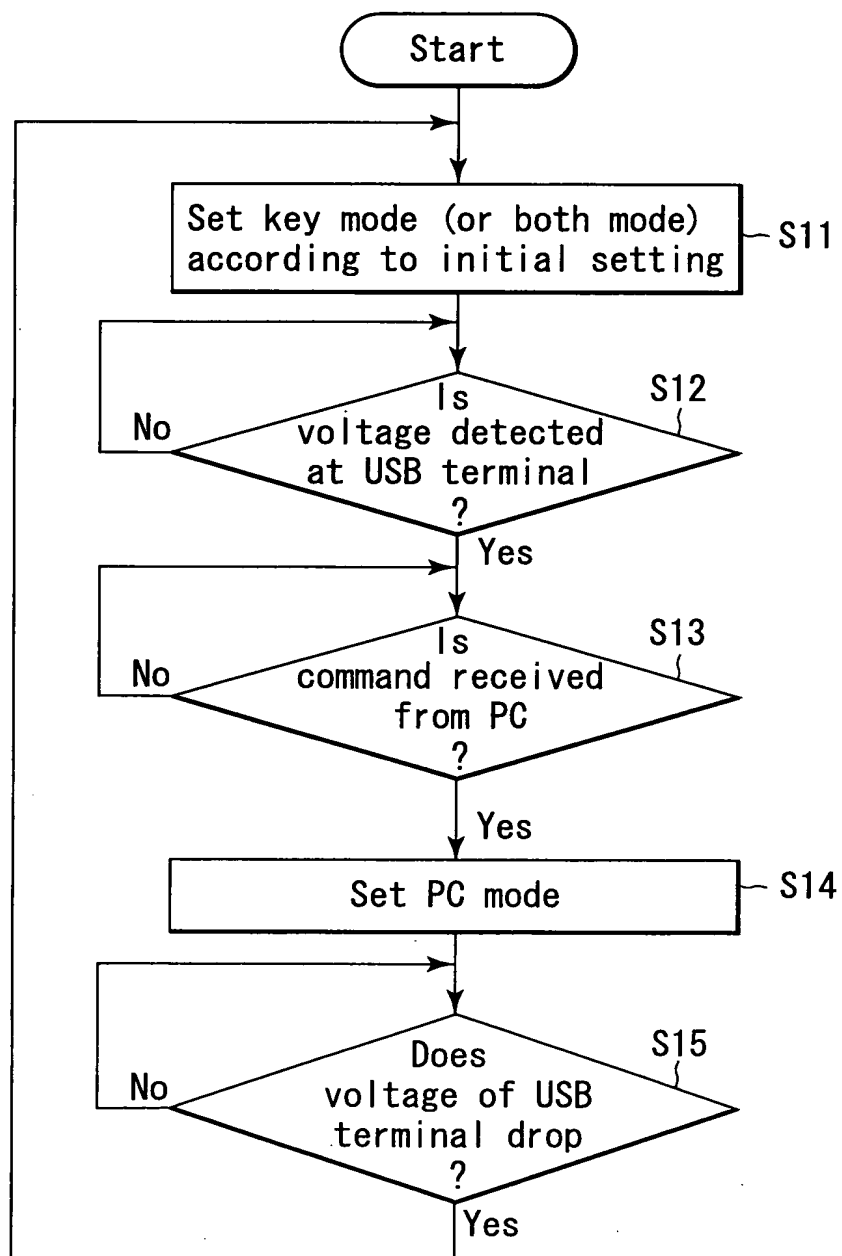 Start
Set key mode (or both mode)
according to initial setting
S11
Is
voltage detected
at USB terminal
?
S12
No
Yes
Is
command received
from PC
?
S13
No
Yes
Set PC mode
S14
Does
voltage of USB
terminal drop
?
S15
No
Yes